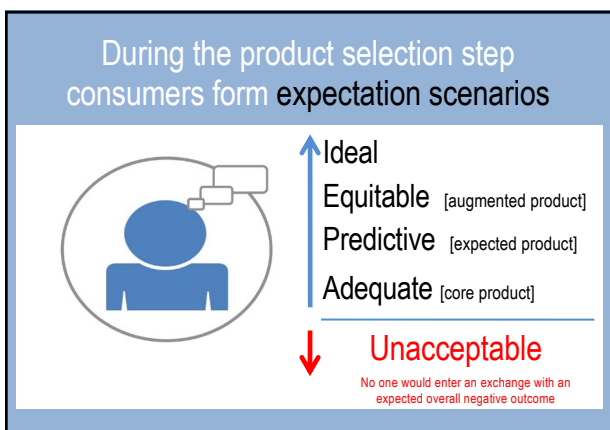 During the product selection step
consumers form expectation scenarios
Ideal
Equitable [augmented product]
Predictive [expected product]
Adequate [core product]
Unacceptable
No one would enter an exchange with an
expected overall negative outcome